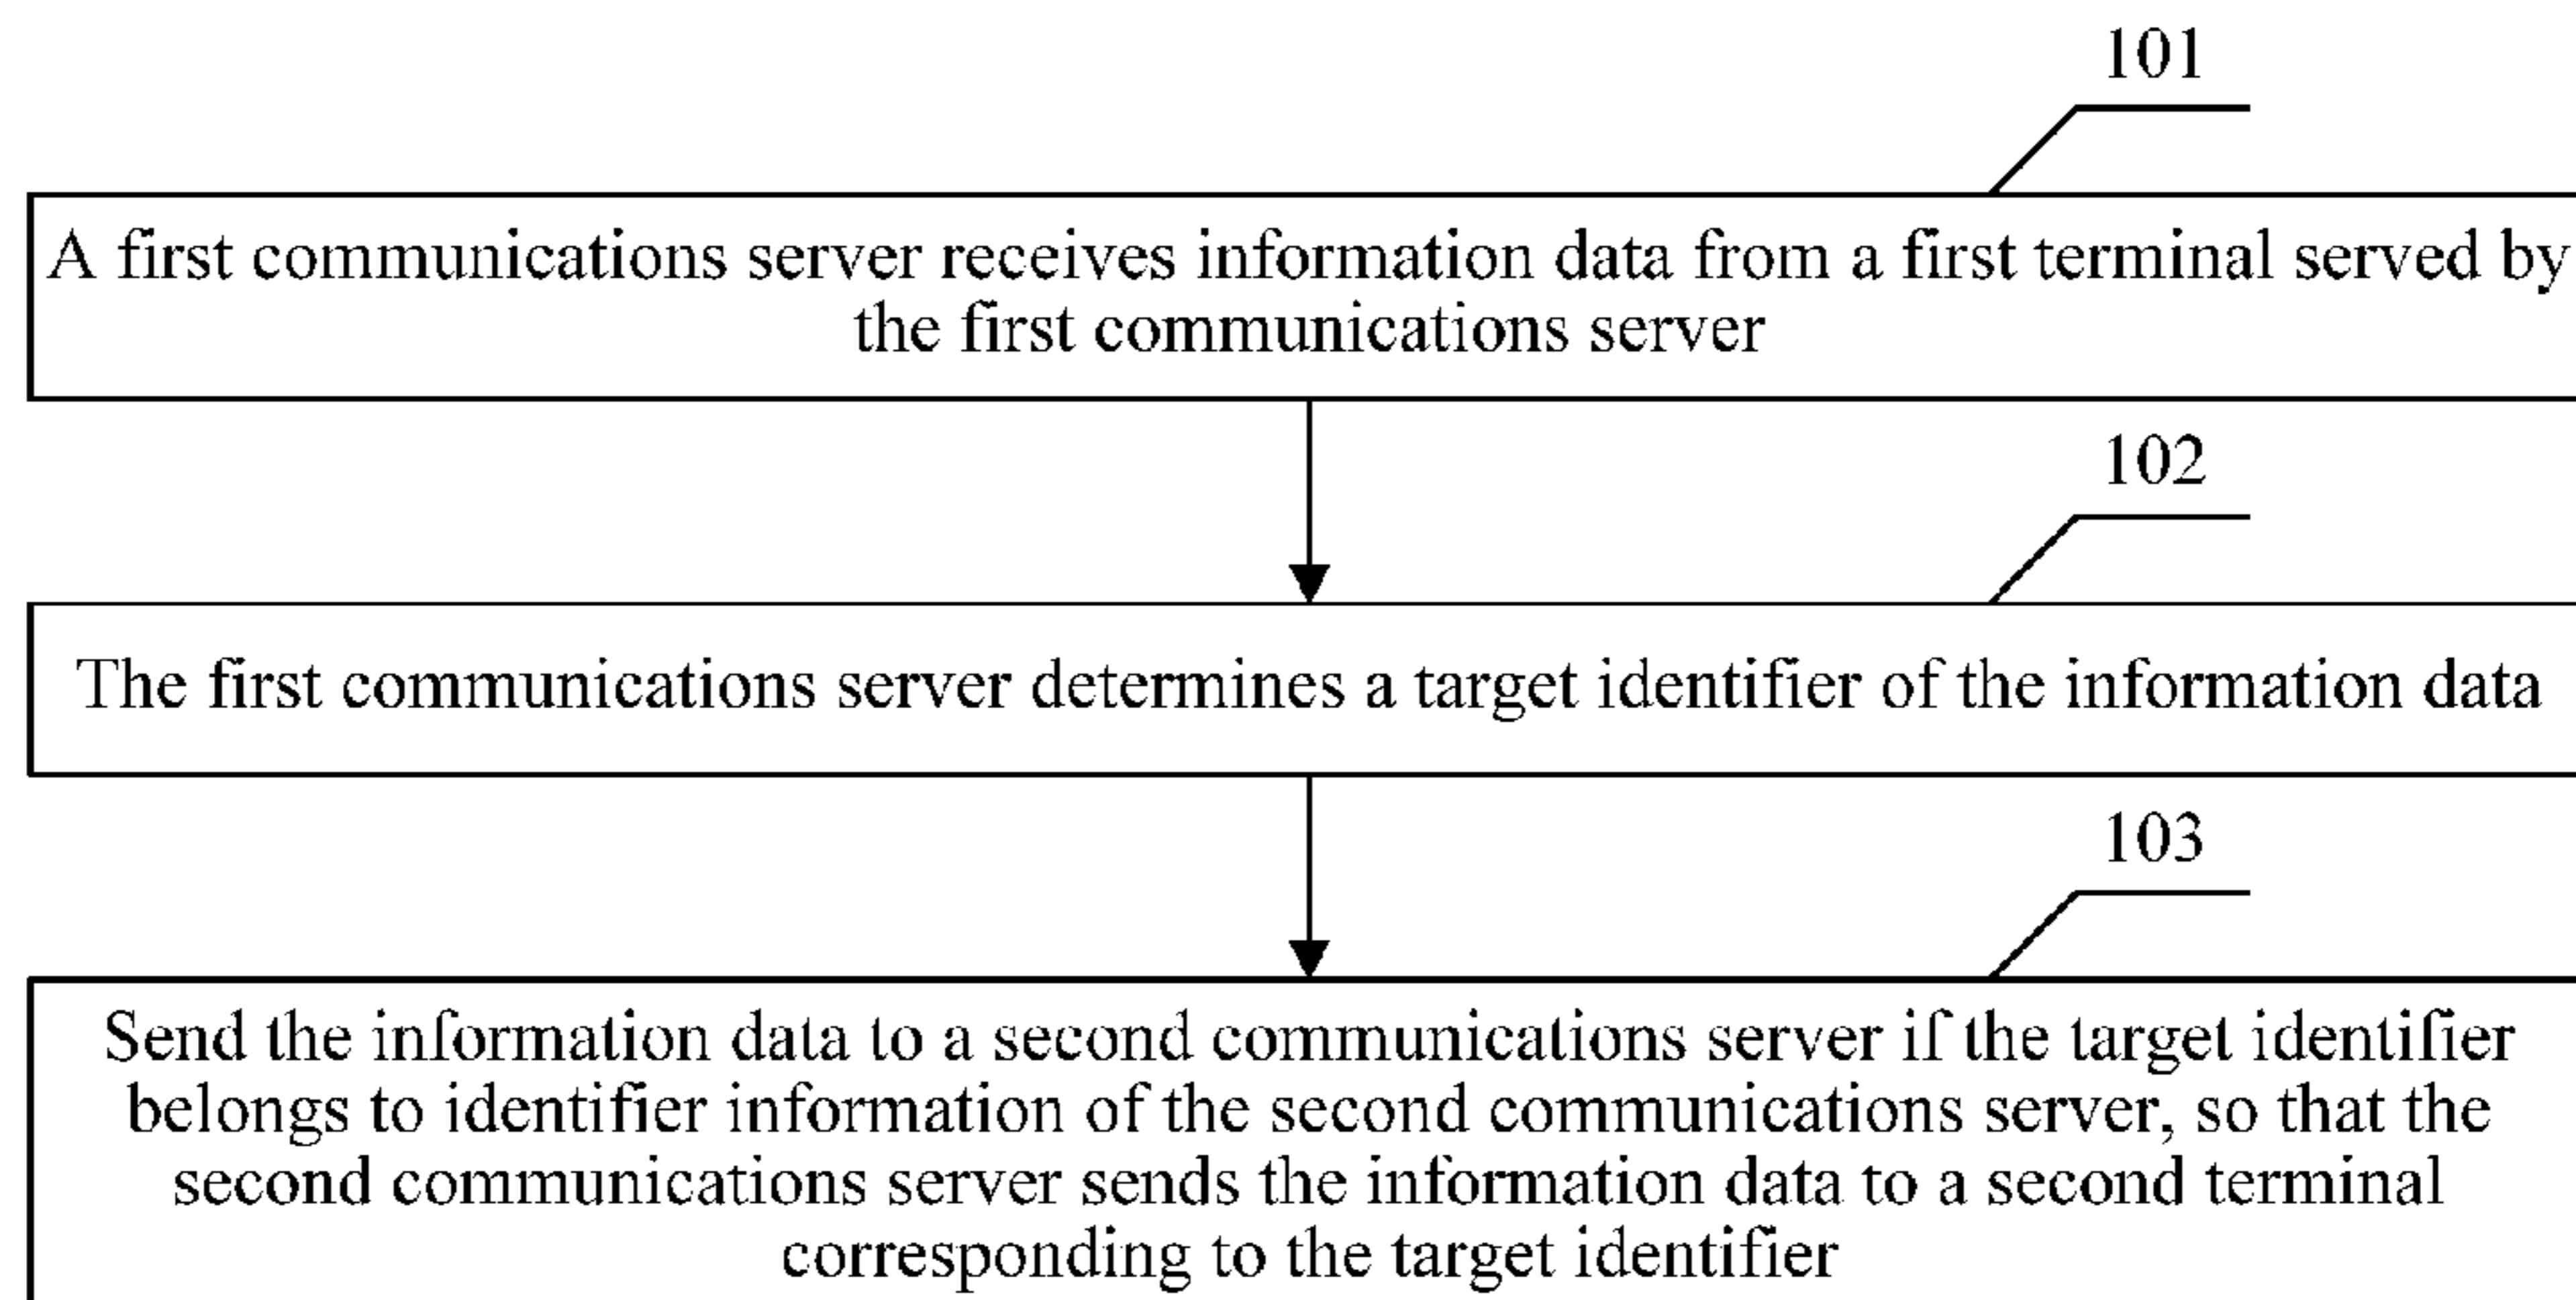 101
A first communications server receives information data from a first terminal served by
the first communications server
102
The first communications server determines a target identifier of the information data
103
Send the information data to a second communications server if the target identifier
belongs to identifier information of the second communications server, so that the
second communications server sends the information data to a second terminal
corresponding to the target identifier